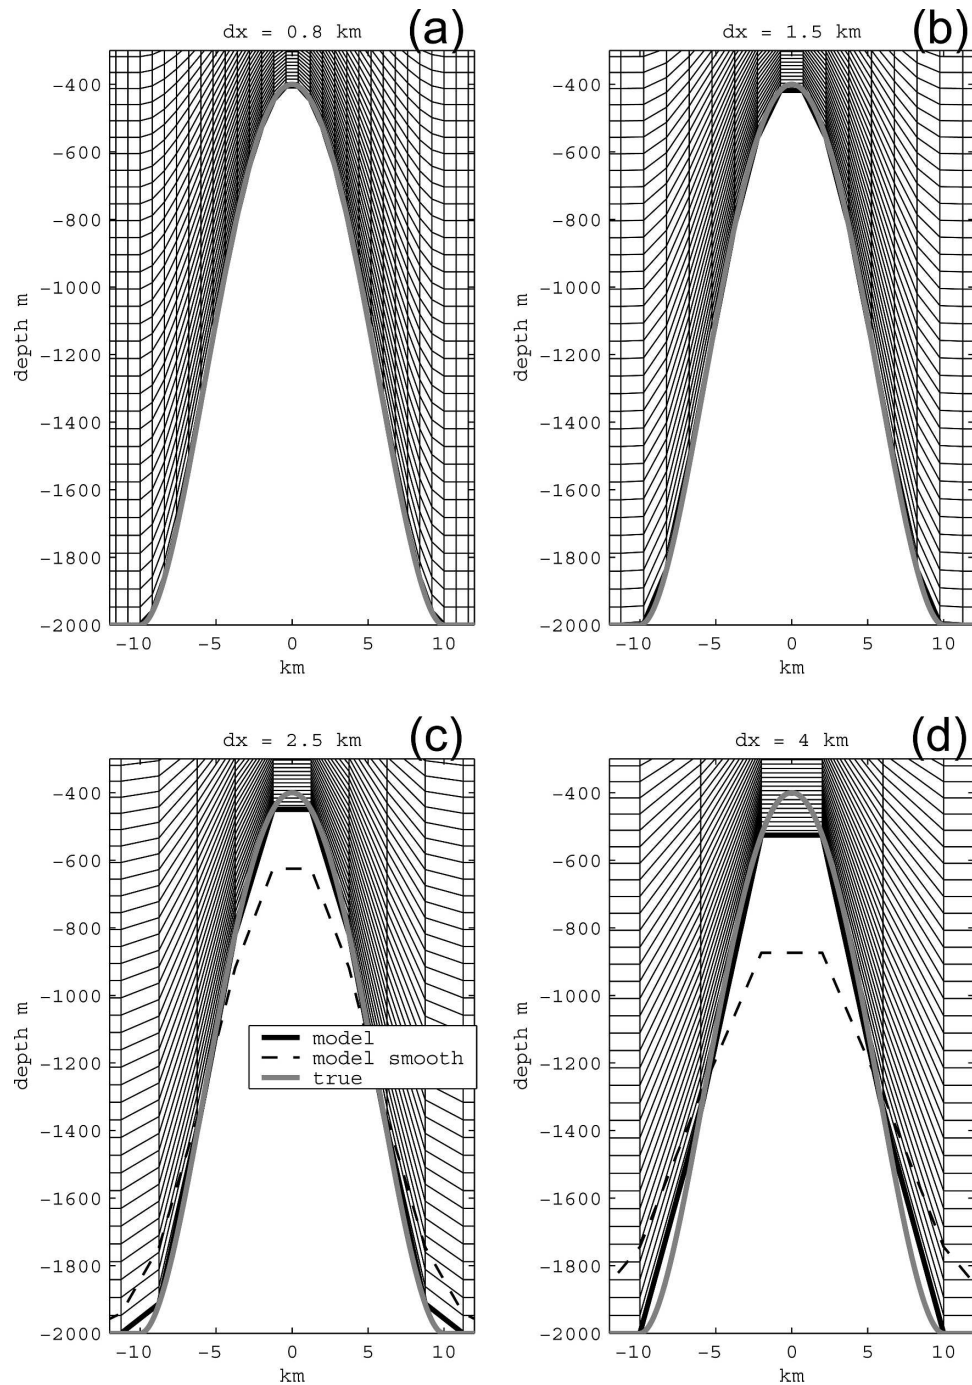 (a) (b)
dx = 0.8 km dx = 1.5 km
-400 -400
-600 -600
-800 -800
-1000 -1000
depth m depth m
-1200 -1200
-1400 -1400
-1600 -1600
-1800 -1800
-2000 -2000
-10 -5 0 5 10 -10 -5 0 5 10
km km
(c) (d)
dx = 2.5 km dx = 4 km
-400 -400
-600 -600
-800 -800
-1000 -1000
model
depth m depth m
model smooth
-1200 -1200
true
-1400 -1400
-1600 -1600
-1800 -1800
-2000 -2000
-10 -5 0 5 10 -10 -5 0 5 10
km km